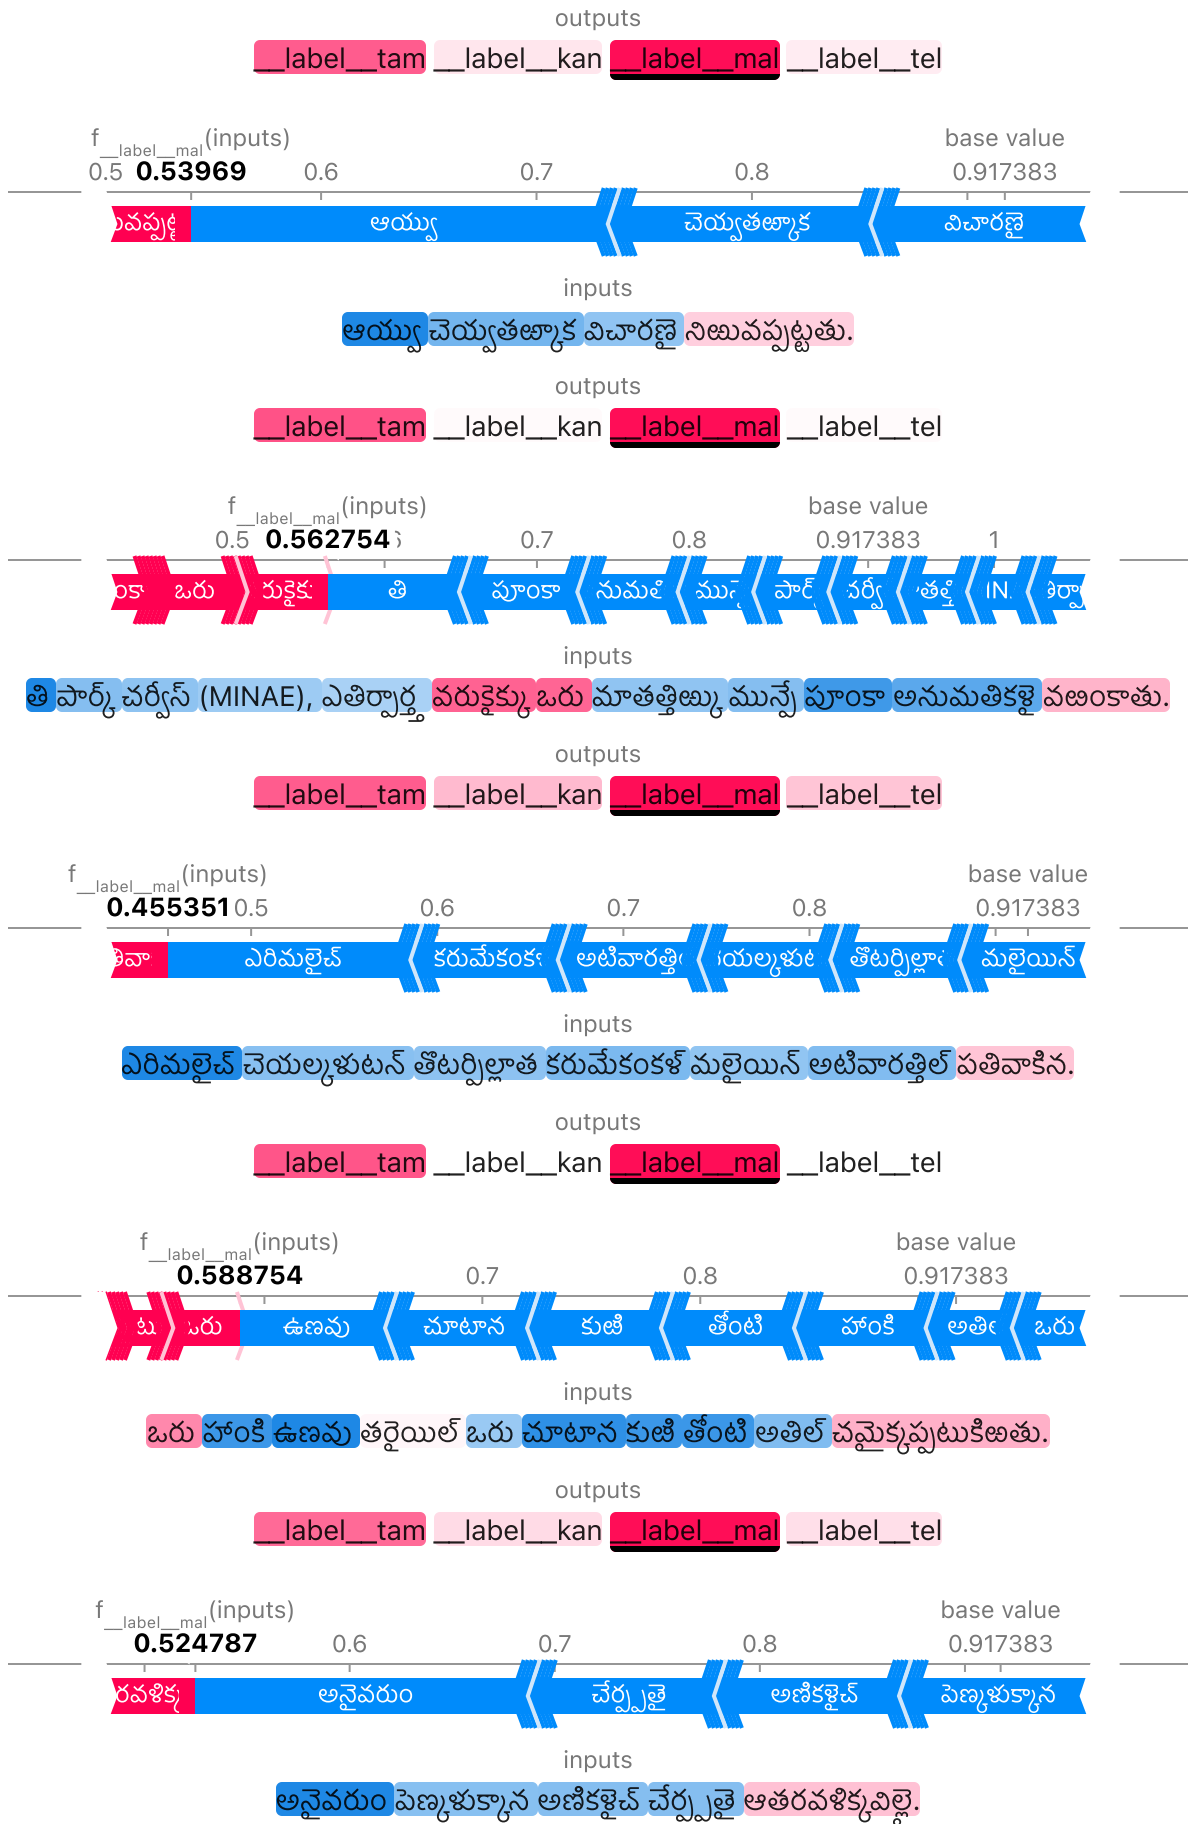 outputs
__label__tam __label__kan __label__mal __label__tel
f__label__mal(inputs) base value
0.5 0.53969 0.6 0.7 0.8 0.917383
ఆయ్వు చెయ్వతఱ్కాక విచారణై
inputs
ఆయ్వు చెయ్వతఱ్కాక విచారణై నిఱువప్పట్టతు.
outputs
__label__tam __label__kan __label__mal __label__tel
f__label__mal(inputs) base value
0.5 0.562754 0.7 0.8 0.917383 1
ఒరు తి పూంకా
inputs
తి పార్క్ చర్వీస్ (MINAE), ఎతిర్పార్త్త వరుకైక్కు ఒరు మాతత్తిఱ్కు మున్పే పూంకా అనుమతికళై వఱంకాతు.
outputs
__label__tam __label__kan __label__mal __label__tel
f__label__mal(inputs) base value
0.455351 0.5 0.6 0.7 0.8 0.917383
ఎరిమలైచ్ మలైయిన్
inputs
ఎరిమలైచ్ చెయల్కళుటన్ తొటర్పిల్లాత కరుమేకంకళ్ మలైయిన్ అటివారత్తిల్ పతివాకిన.
outputs
__label__tam __label__kan __label__mal __label__tel
f__label__mal(inputs) base value
0.588754 0.7 0.8 0.917383
ఒరు ఉణవు చూటాన కుఱి తోంటి హాంకి ఒరు
inputs
ఒరు హాంకి ఉణవు తరైయిల్ ఒరు చూటాన కుఱి తోంటి అతిల్ చమైక్కప్పటుకిఱతు.
outputs
__label__tam __label__kan __label__mal __label__tel
f__label__mal(inputs) base value
0.524787 0.6 0.7 0.8 0.917383
అనైవరుం చేర్ప్పతై అణికళైచ్ పెణ్కళుక్కాన
inputs
అనైవరుం పెణ్కళుక్కాన అణికళైచ్ చేర్ప్పతై ఆతరవళిక్కవిల్లై.